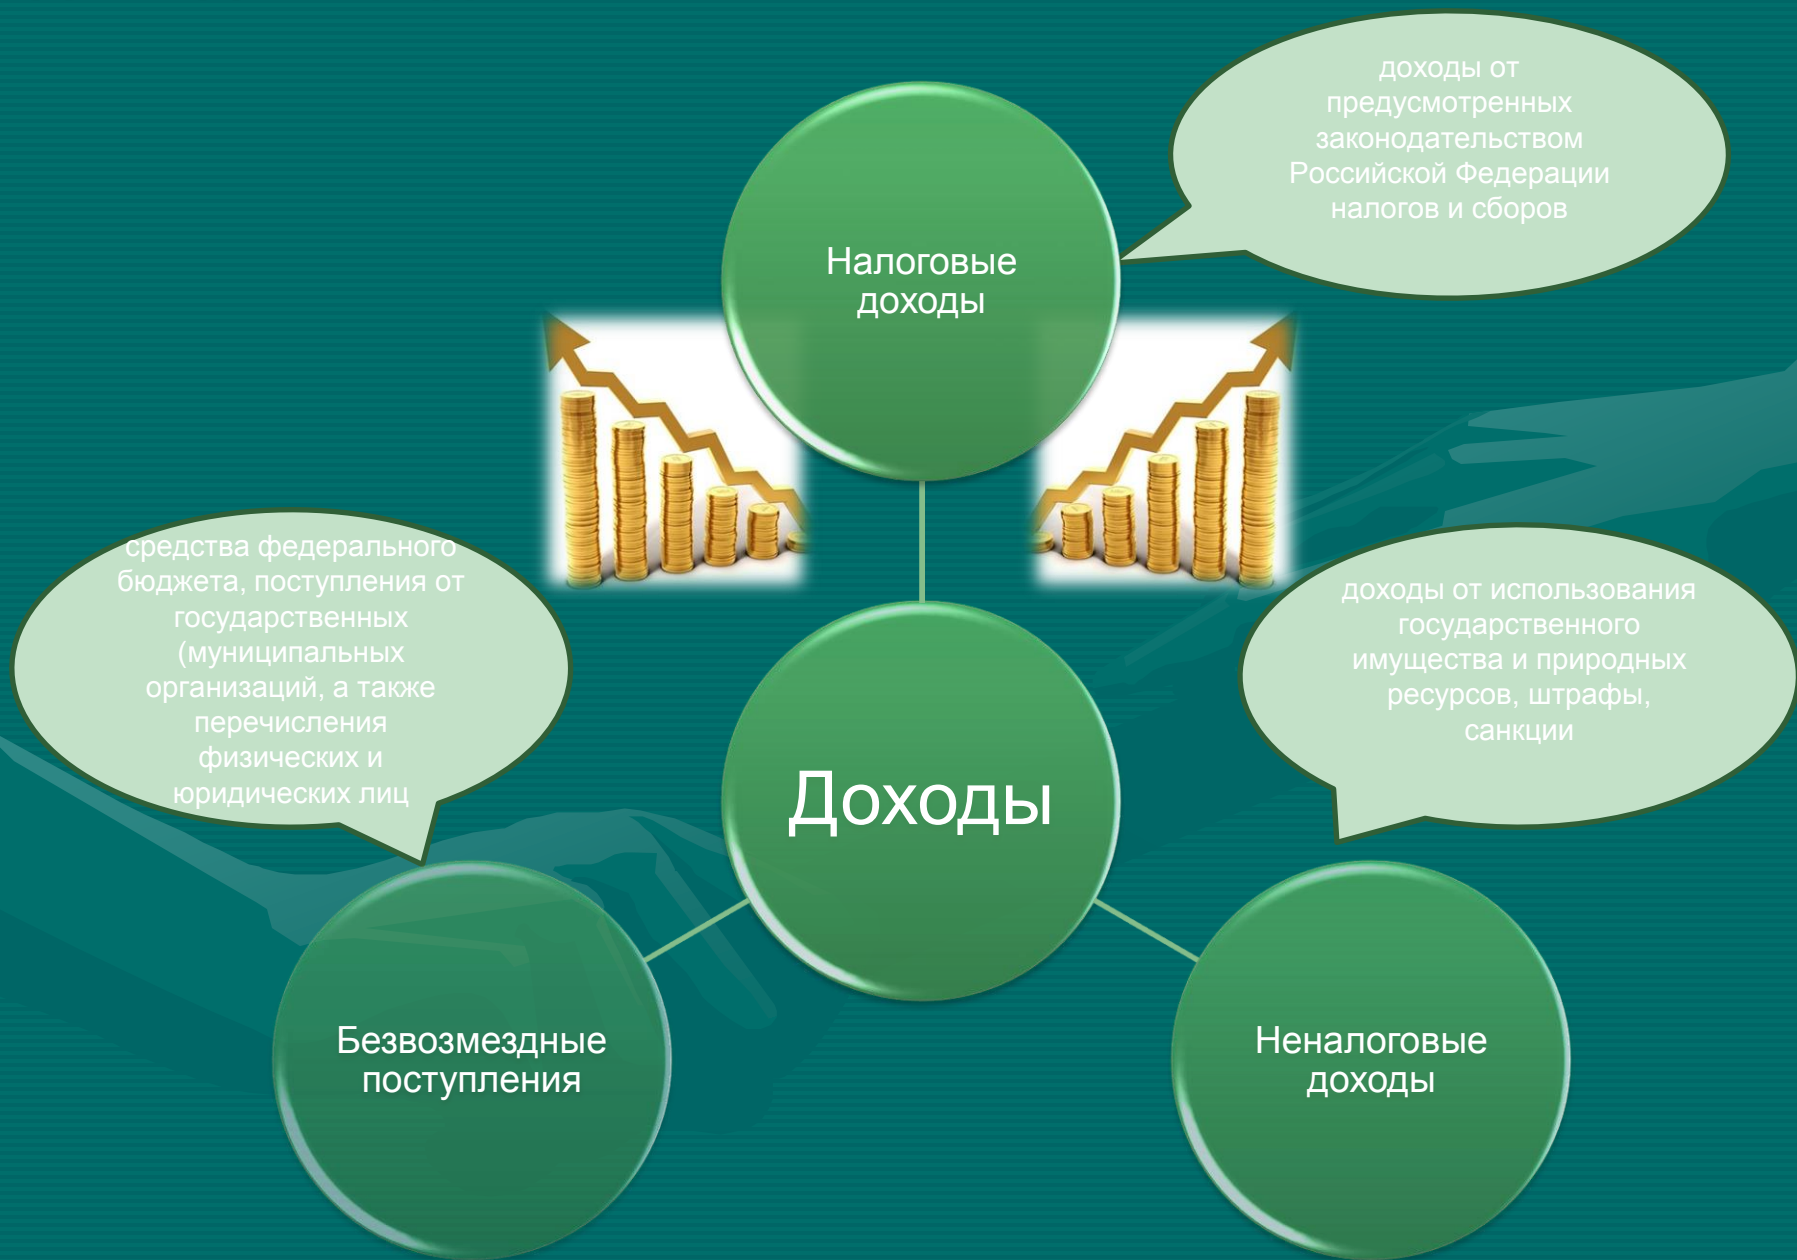 доходы от
предусмотренных
законодательством
Российской Федерации
налогов и сборов
Налоговые
доходы
средства федерального
бюджета, поступления от
государственных
(муниципальных
организаций, а также
перечисления
физических и
юридических лиц
доходы от использования
государственного
имущества и природных
ресурсов, штрафы,
санкции
Доходы
Безвозмездные
поступления
Неналоговые
доходы